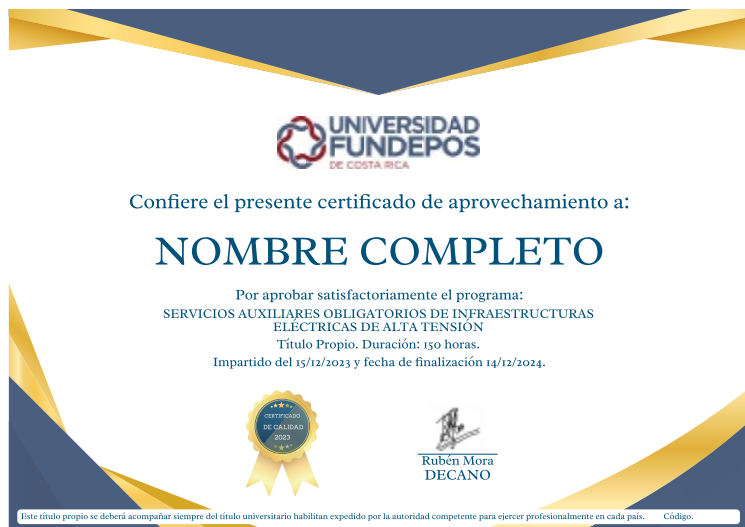 UNIVERSIDAD
FUNDEPOS
DE COSTA RICA
Confiere el presente certificado de aprovechamiento a:
NOMBRE COMPLETO
Por aprobar satisfactoriamente el programa:
SERVICIOS AUXILIARES OBLIGATORIOS DE INFRAESTRUCTURAS
ELÉCTRICAS DE ALTA TENSIÓN
Título Propio. Duración: 150 horas.
Impartido del 15/12/2023 y fecha de finalización 14/12/2024.
CERTIFICADO
DE CALIDAD
2023
Rubén Mora
DECANO
Este título propio se deberá acompañar siempre del título universitario habilitan expedido por la autoridad competente para ejercer profesionalmente en cada país. Código.